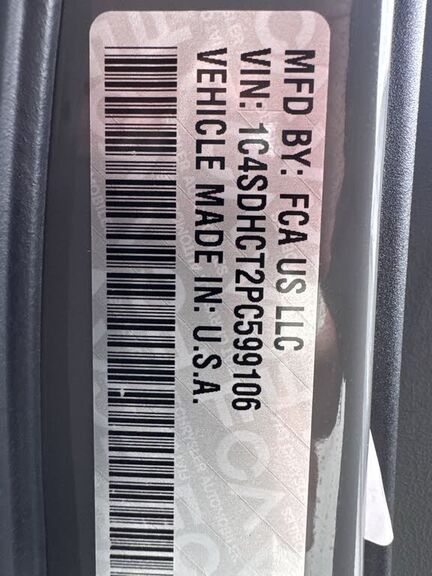 MFD BY: FCA US LLC
VIN: 1C4SDHCT2PC599106
VEHICLE MADE IN: U.S.A.